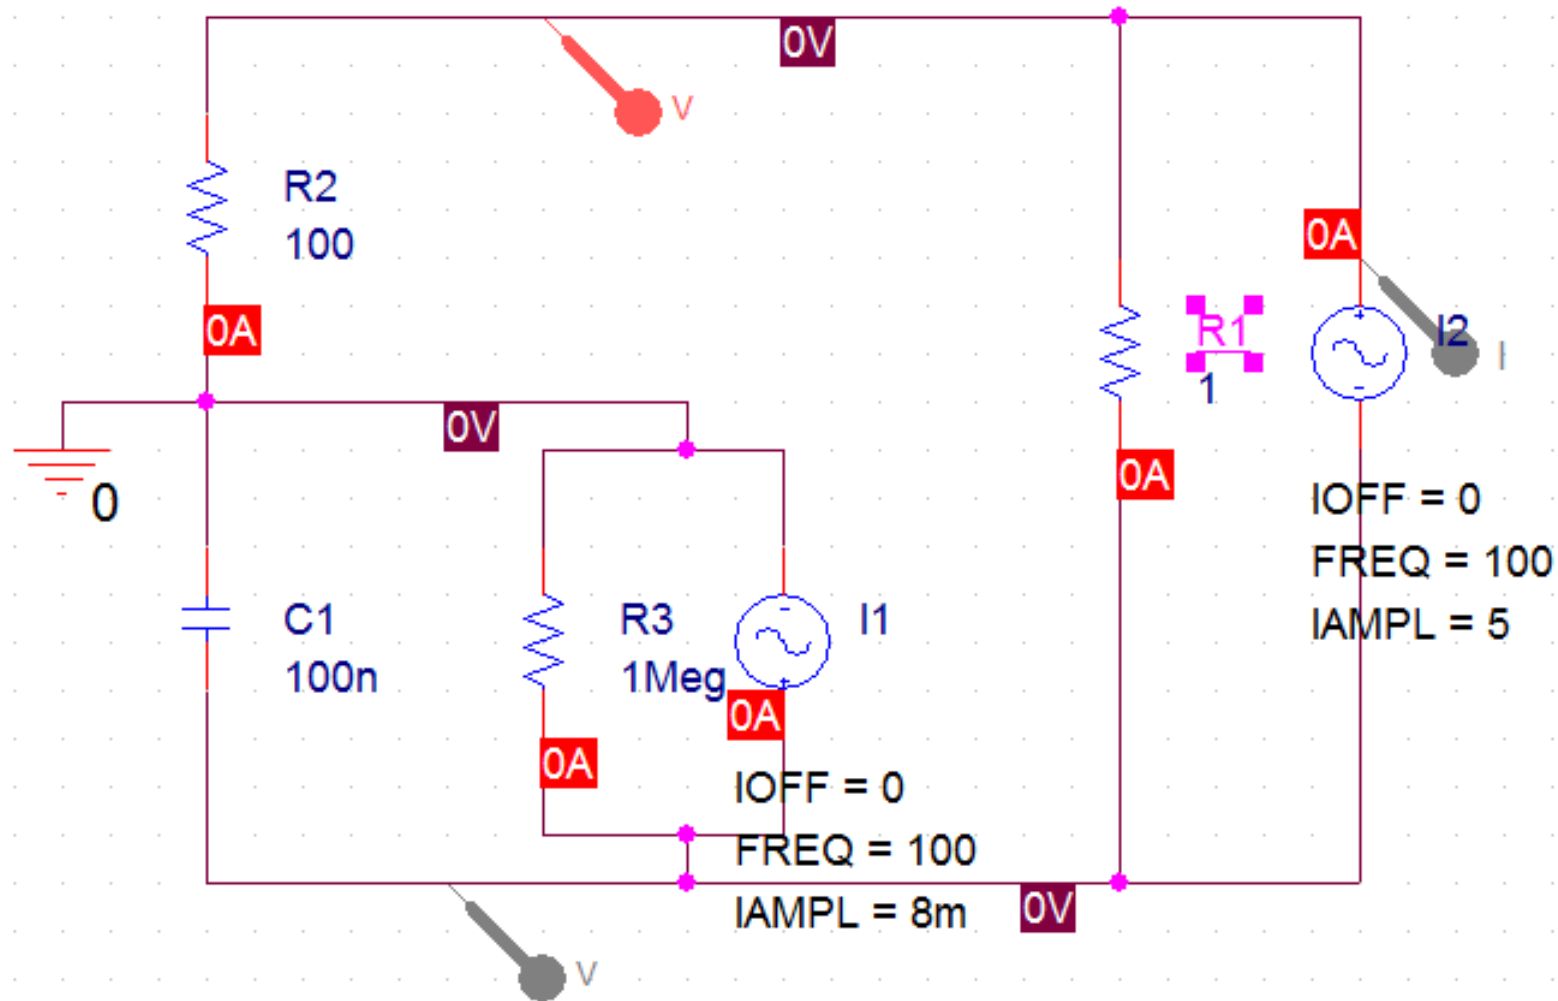 0V
V
R2
100
0A
0A
R1
1
I2
I
0V
0
0A
IOFF = 0
FREQ = 100
IAMPL = 5
C1
100n
R3
1Meg
I1
0A
0A
IOFF = 0
FREQ = 100
IAMPL = 8m
0V
V